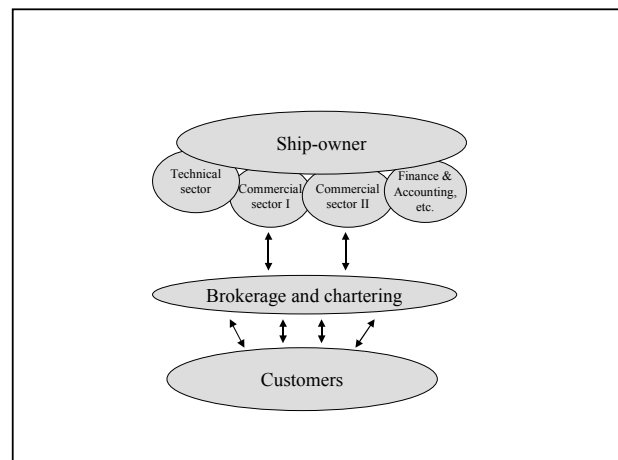 Ship-owner
Technical
sector
Commercial
sector I
Commercial
sector II
Finance &
Accounting,
etc.
Brokerage and chartering
Customers